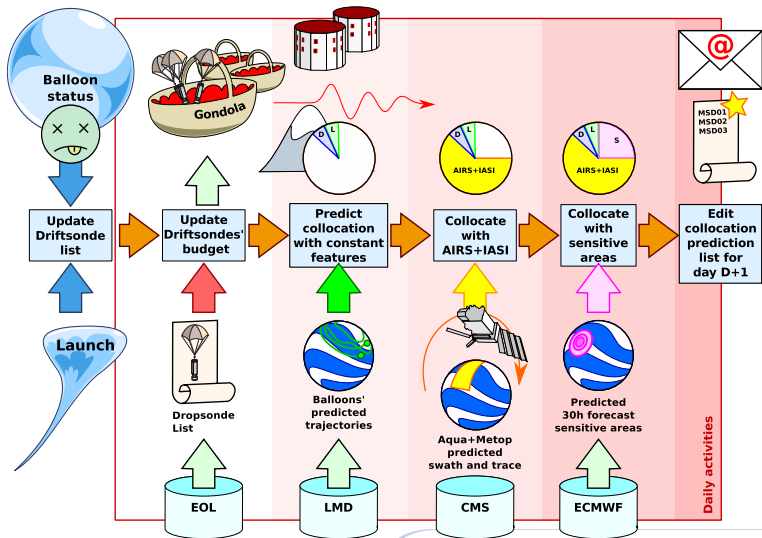 Balloon
status
Gondola
@
MSD01
MSD02
MSD03
D
L
D
L
AIRS+IASI
D
L
S
AIRS+IASI
Update
Driftsonde
list
Update
Driftsondes'
budget
Predict
collocation
with constant
features
Collocate
with
AIRS+IASI
Collocate
with
sensitive
areas
Edit
collocation
prediction
list for
day D+1
Launch
Dropsonde
List
Balloons'
predicted
trajectories
Aqua+Metop
predicted
swath and trace
Predicted
30h forecast
sensitive areas
Daily activities
EOL
LMD
CMS
ECMWF